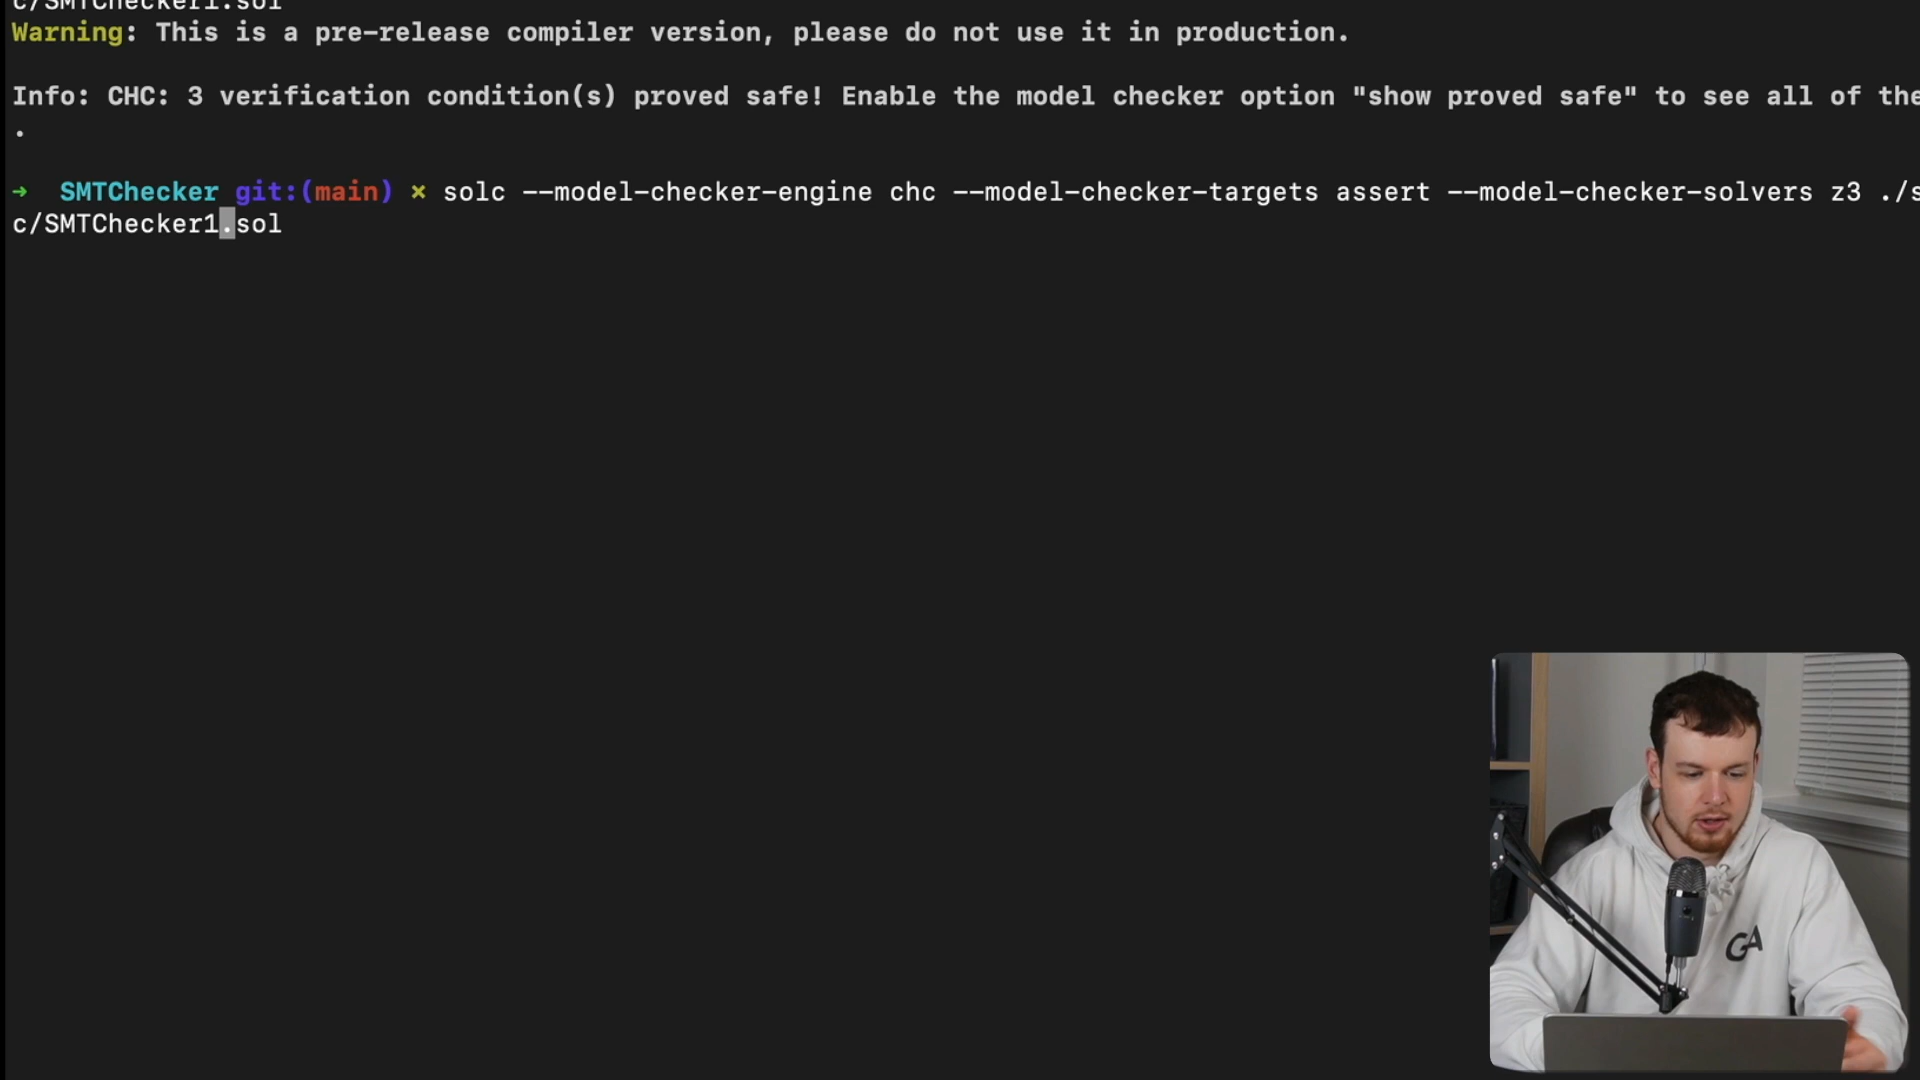 c/SMTChecker1.sol
Warning: This is a pre-release compiler version, please do not use it in production.
Info: CHC: 3 verification condition(s) proved safe! Enable the model checker option "show proved safe" to see all of the
.
→ SMTChecker git:(main) × solc --model-checker-engine chc --model-checker-targets assert --model-checker-solvers z3 ./s
c/SMTChecker1.sol
GA